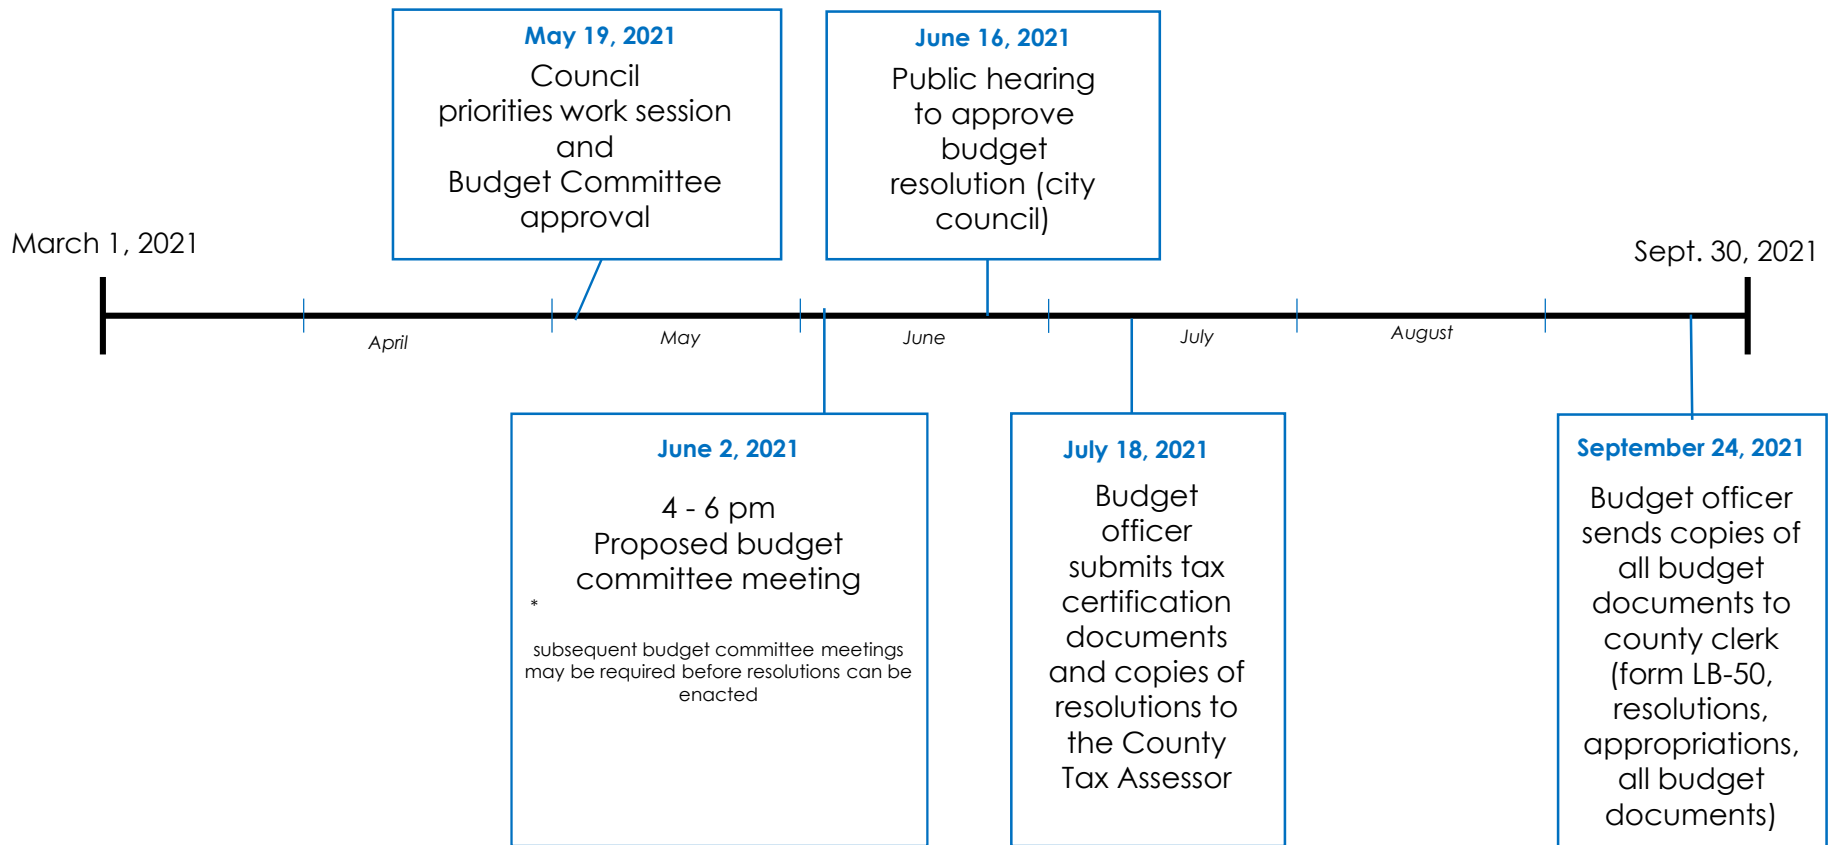 May 19, 2021
Council
priorities work session
and
Budget Committee
approval
June 16, 2021
Public hearing
to approve
budget
resolution (city
council)
March 1, 2021
Sept. 30, 2021
April
May
June
July
August
June 2, 2021
4 - 6 pm
Proposed budget
committee meeting
*
subsequent budget committee meetings
may be required before resolutions can be
enacted
July 18, 2021
Budget
officer
submits tax
certification
documents
and copies of
resolutions to
the County
Tax Assessor
September 24, 2021
Budget officer
sends copies of
all budget
documents to
county clerk
(form LB-50,
resolutions,
appropriations,
all budget
documents)